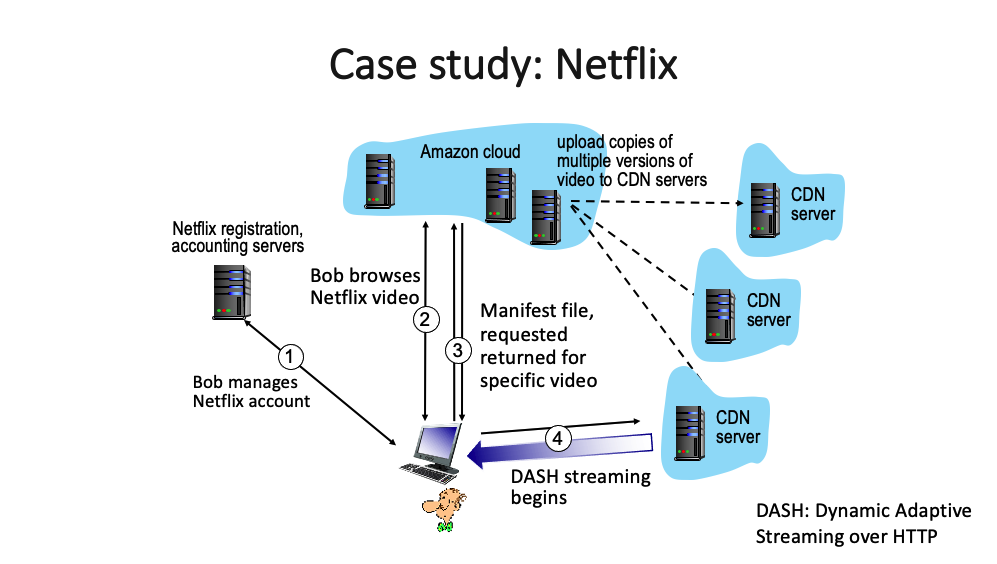 Case study: Netflix
Amazon cloud
upload copies of
multiple versions of
video to CDN servers
CDN
server
Netflix registration,
accounting servers
Bob browses
Netflix video
2
CDN
server
Manifest file,
requested
returned for
specific video
3
1
Bob manages
Netflix account
CDN
server
4
DASH streaming
begins
DASH: Dynamic Adaptive
Streaming over HTTP